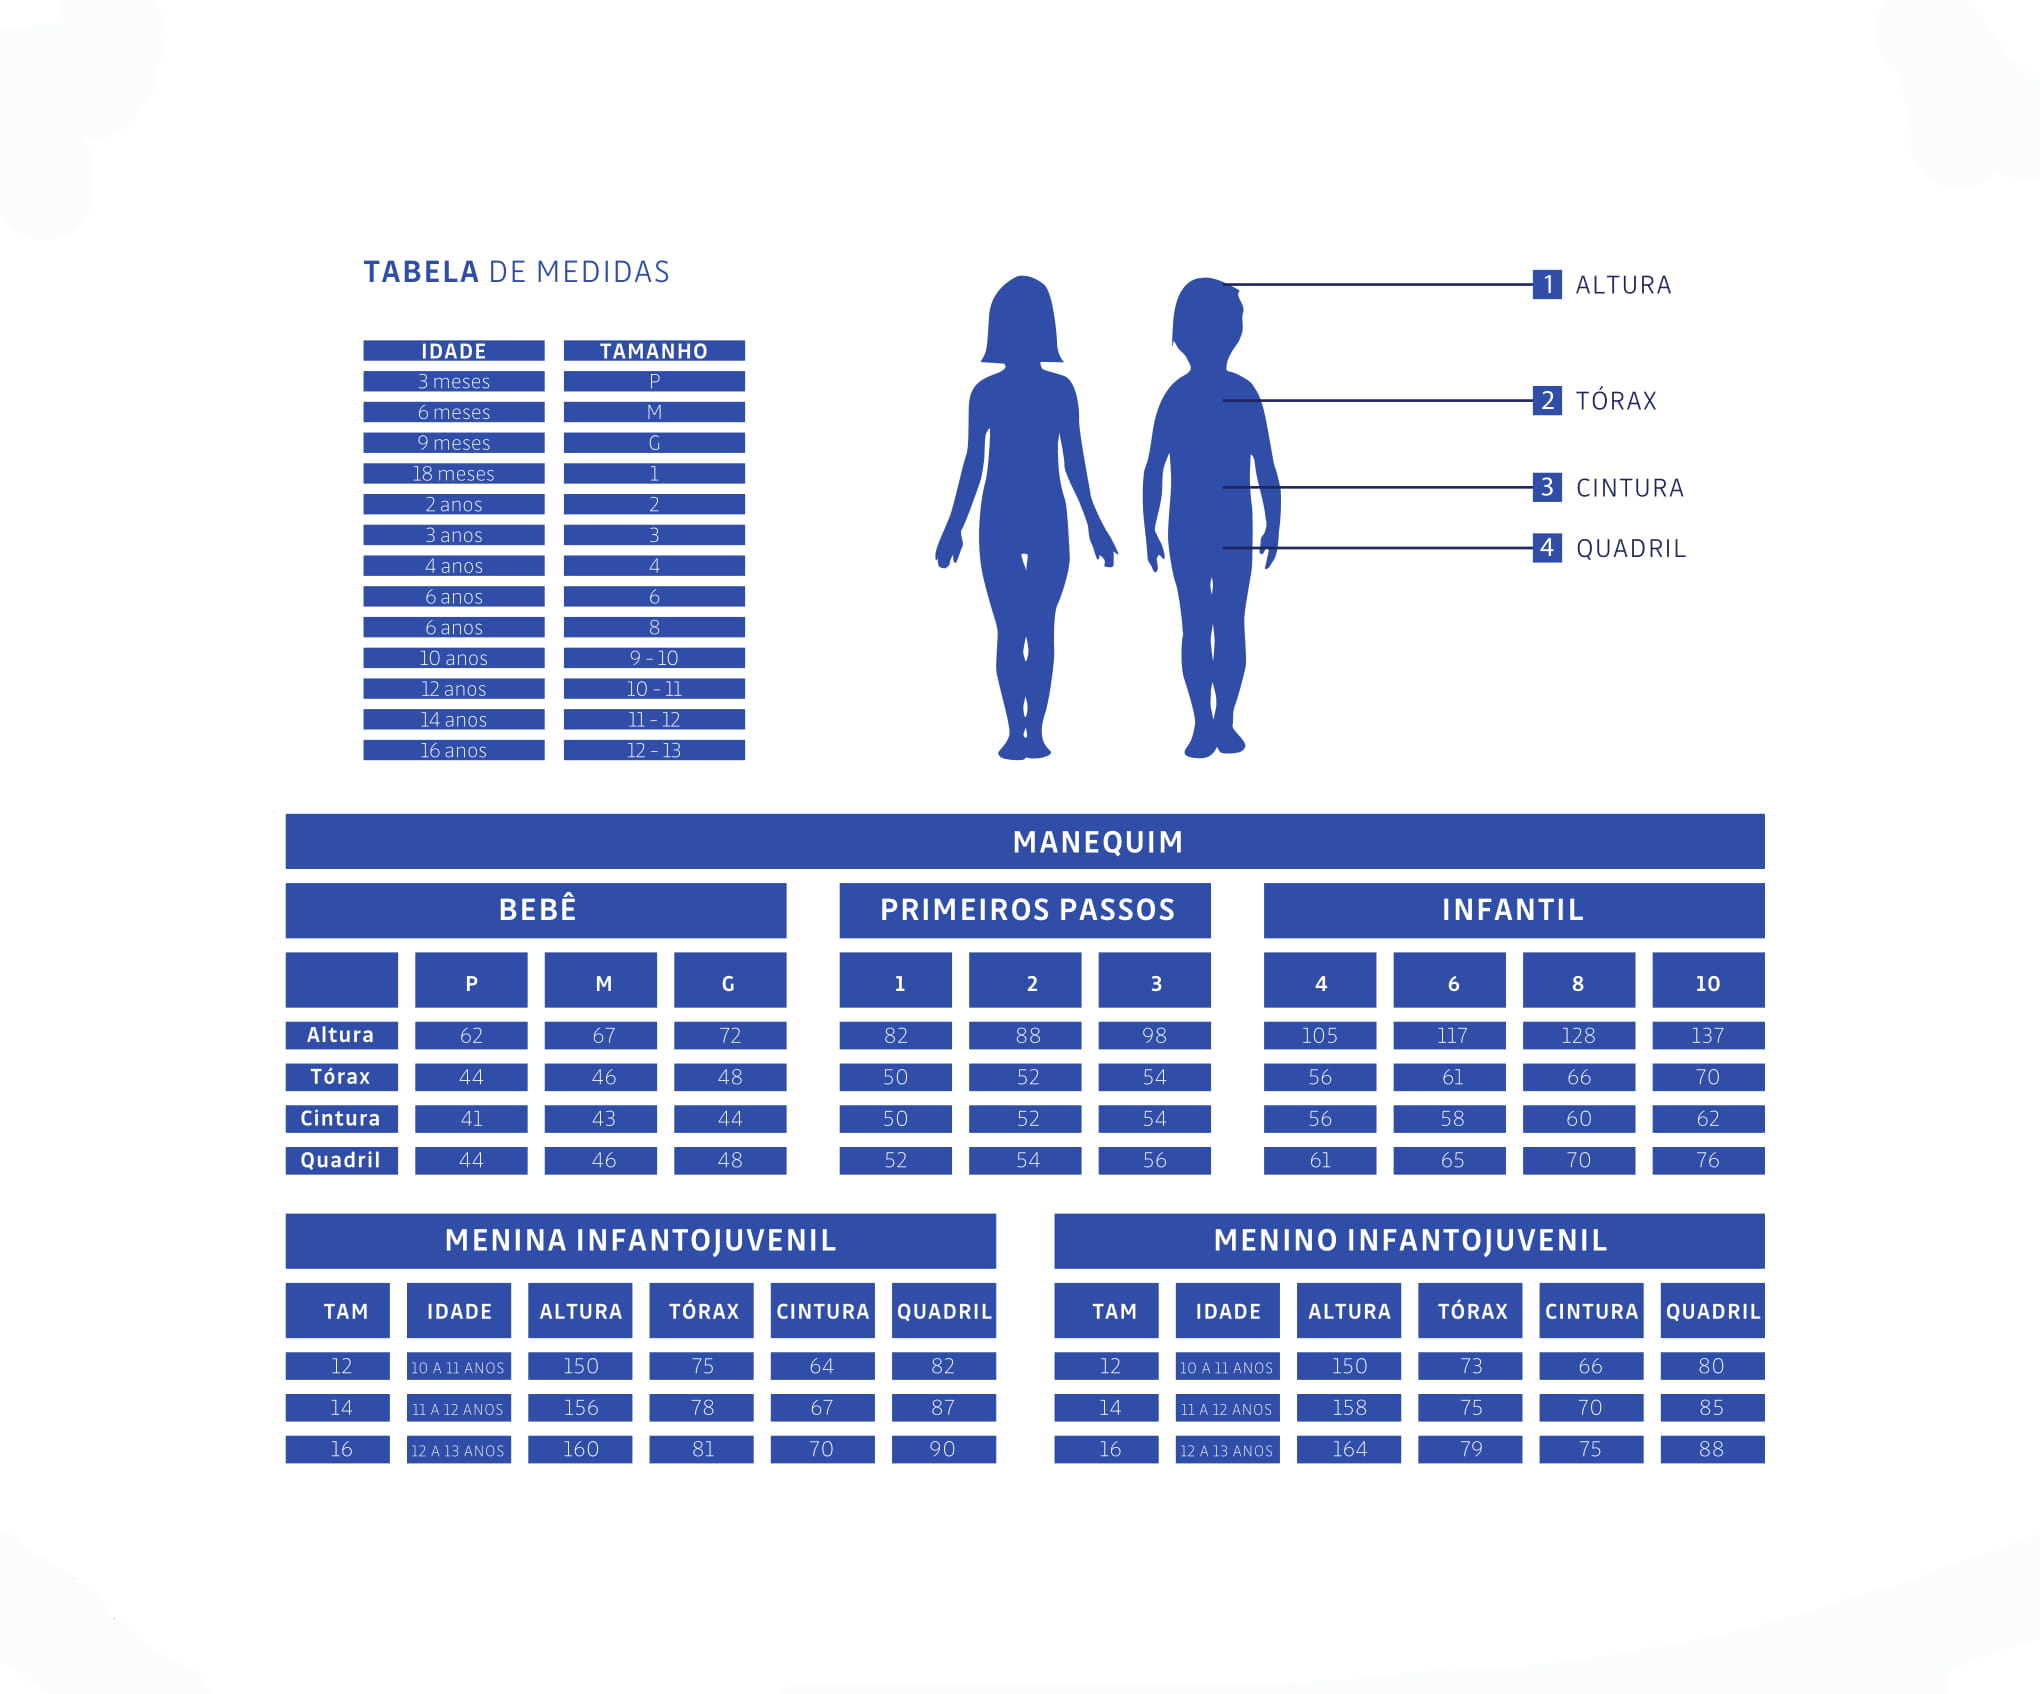 TABELA DE MEDIDAS
IDADE TAMANHO
3 meses P
6 meses M
9 meses G
18 meses 1
2 anos 2
3 anos 3
4 anos 4
6 anos 6
6 anos 8
10 anos 9 - 10
12 anos 10 - 11
14 anos 11 - 12
16 anos 12 - 13
1 ALTURA
2 TÓRAX
3 CINTURA
4 QUADRIL
MANEQUIM
BEBÊ PRIMEIROS PASSOS INFANTIL
P M G 1 2 3 4 6 8 10
Altura 62 67 72 82 88 98 105 117 128 137
Tórax 44 46 48 50 52 54 56 61 66 70
Cintura 41 43 44 50 52 54 56 58 60 62
Quadril 44 46 48 52 54 56 61 65 70 76
MENINA INFANTOJUVENIL
TAM IDADE ALTURA TÓRAX CINTURA QUADRIL
12 10 A 11 ANOS 150 75 64 82
14 11 A 12 ANOS 156 78 67 87
16 12 A 13 ANOS 160 81 70 90
MENINO INFANTOJUVENIL
TAM IDADE ALTURA TÓRAX CINTURA QUADRIL
12 10 A 11 ANOS 150 73 66 80
14 11 A 12 ANOS 158 75 70 85
16 12 A 13 ANOS 164 79 75 88